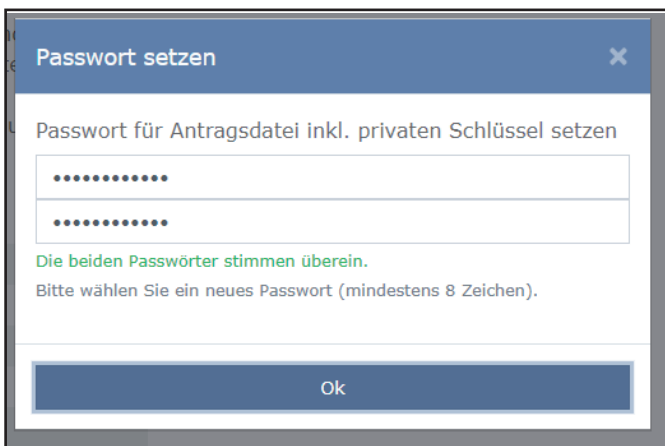 Passwort setzen
Passwort für Antragsdatei inkl. privaten Schlüssel setzen
••••••••••••
••••••••••••
Die beiden Passwörter stimmen überein.
Bitte wählen Sie ein neues Passwort (mindestens 8 Zeichen).
Ok